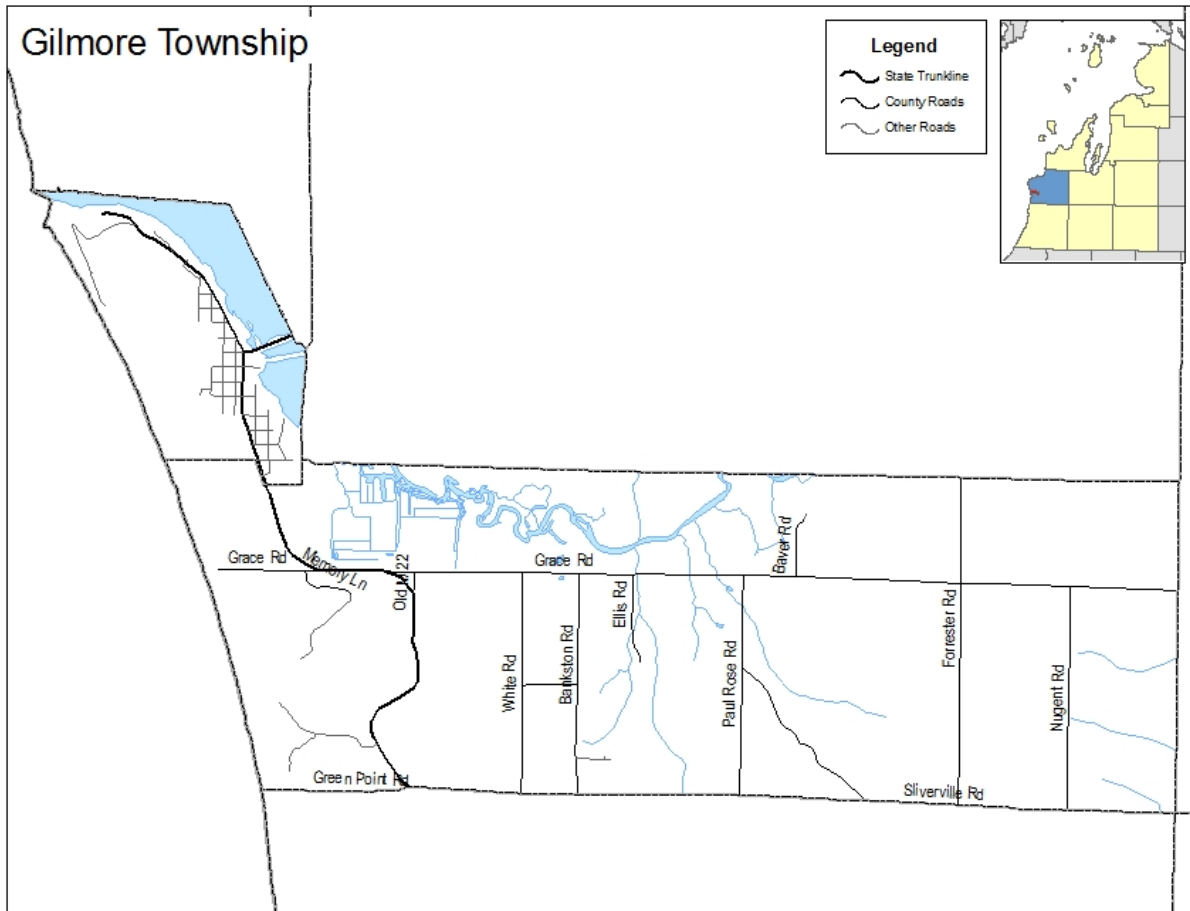 Gilmore Township
Legend
State Trunkline
County Roads
Other Roads
Grace Rd
Memory Ln
Old M22
Grace Rd
Baver Rd
White Rd
Bankston Rd
Ellis Rd
Paul Rose Rd
Forrester Rd
Nugent Rd
Green Point Rd
Sliverville Rd